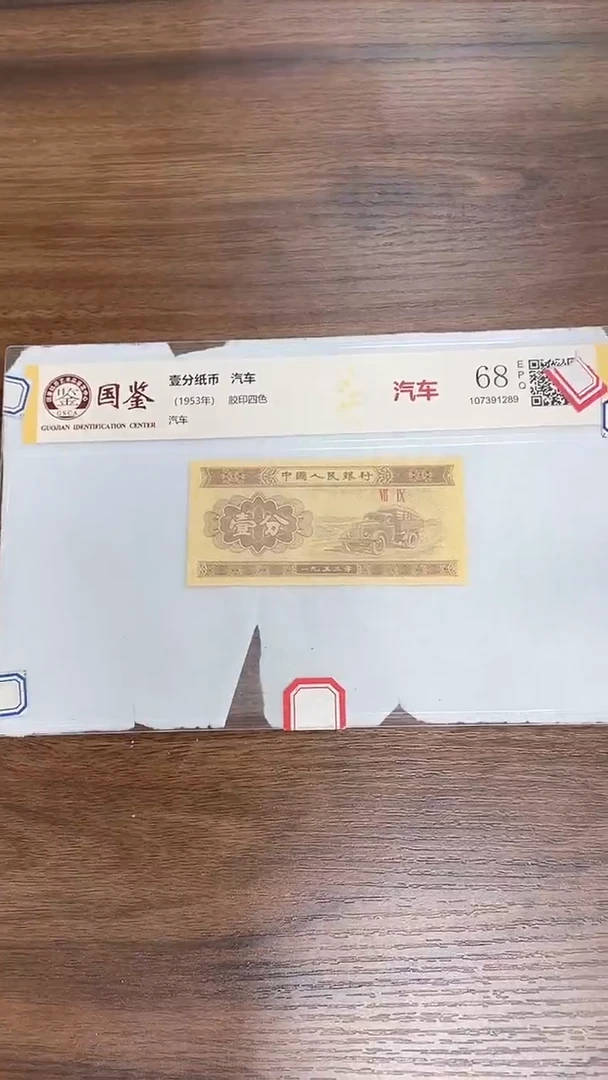 国鉴
GSCA
GUOJIAN IDENTIFICATION CENTER
壹分纸币 汽车
(1953年) 胶印四色
汽车
汽车
68
EPQ
107391289
中國人民銀行
VII IX
壹分
一九五三年